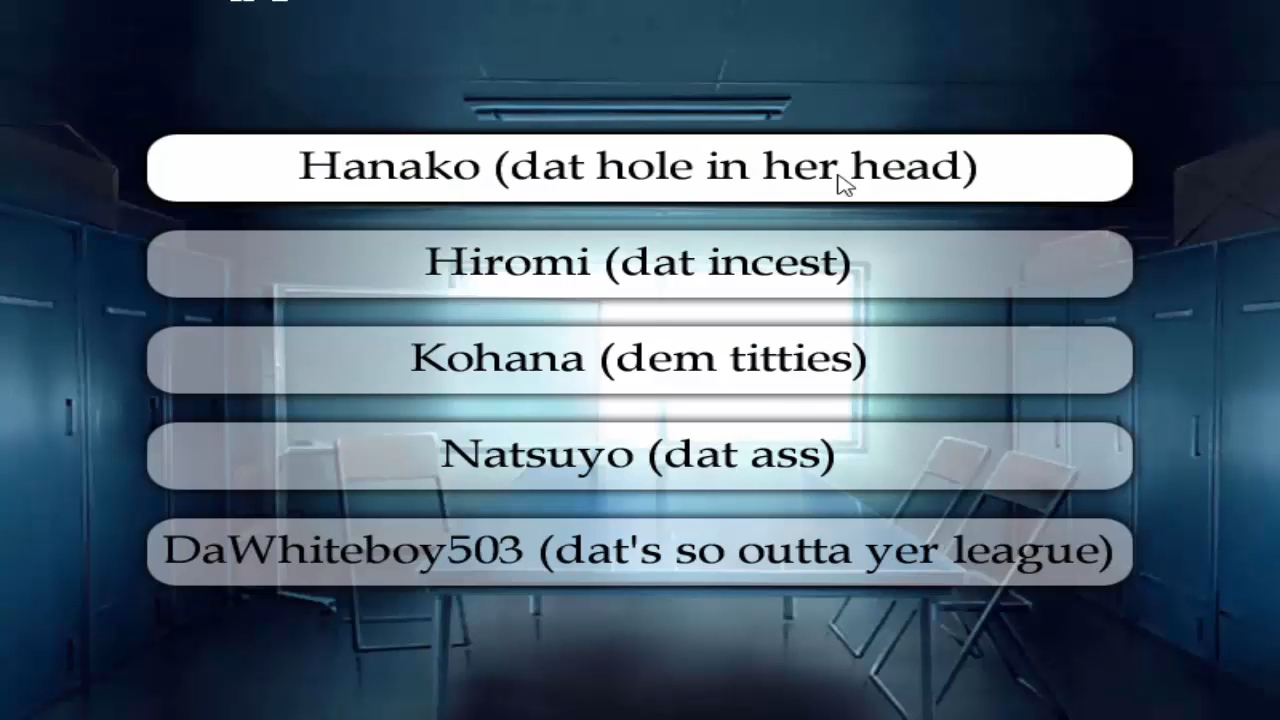 Hanako (dat hole in her head)
Hiromi (dat incest)
Kohana (dem titties)
Natsuyo (dat ass)
DaWhiteboy503 (dat's so outta yer league)